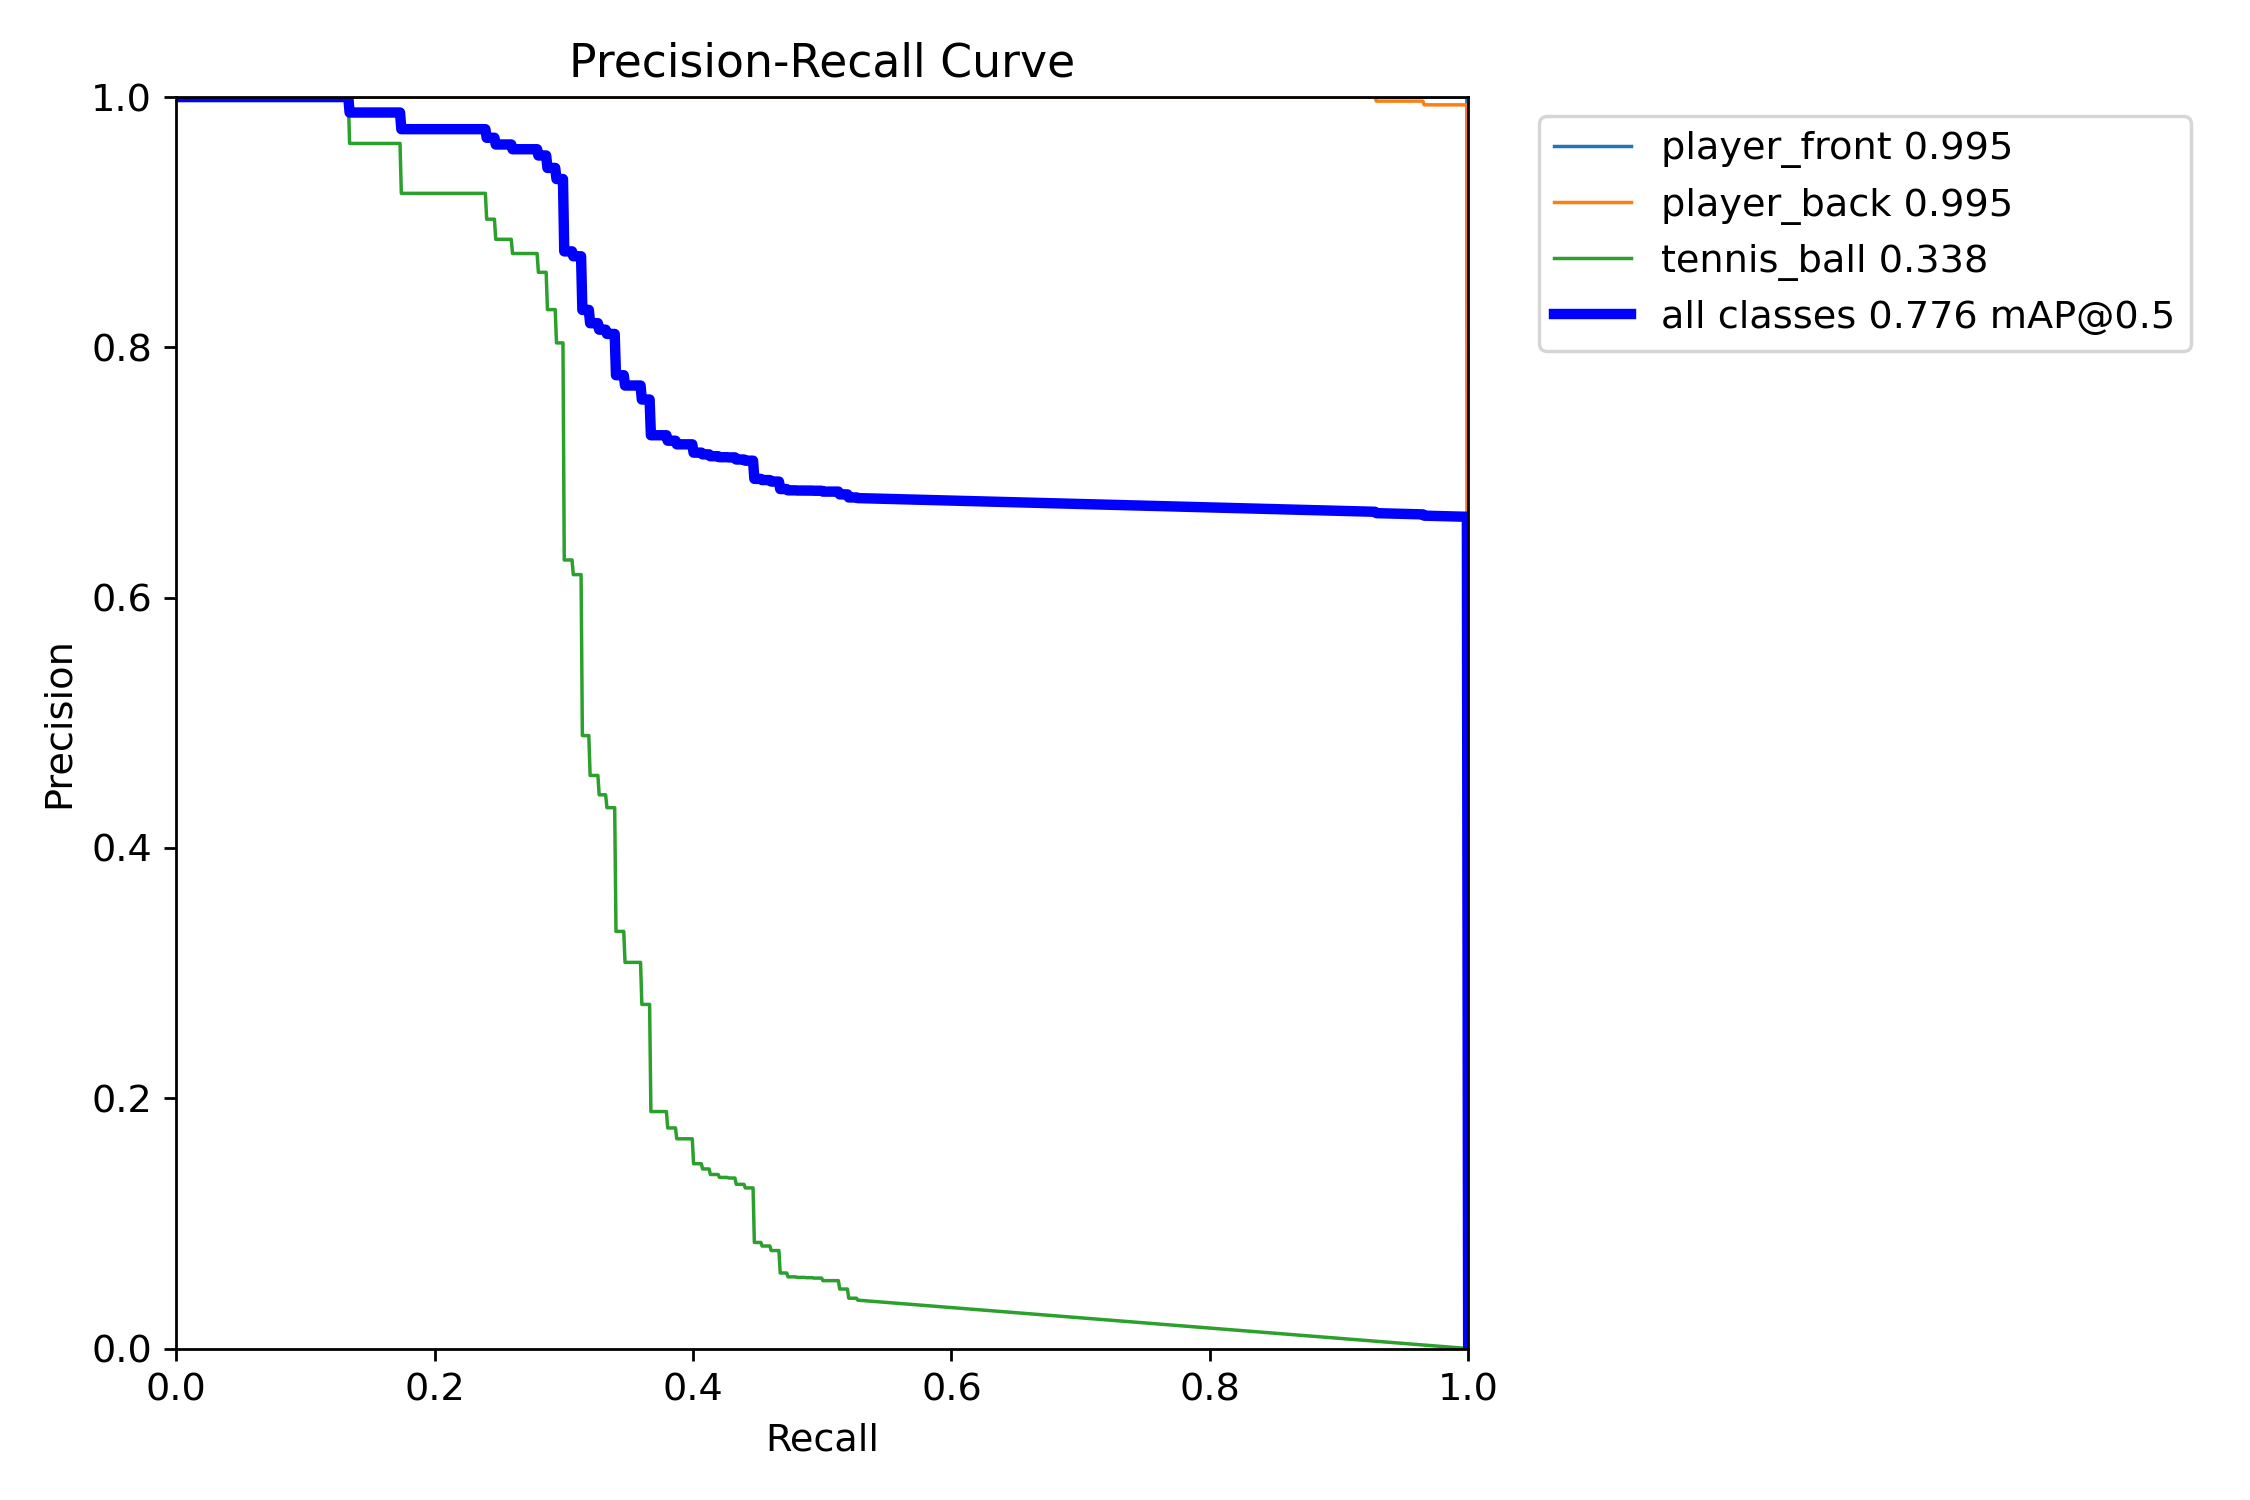 Precision-Recall Curve
1.0
0.8
0.6
0.4
0.2
0.0
Precision
0.0 0.2 0.4 0.6 0.8 1.0
Recall
player_front 0.995
player_back 0.995
tennis_ball 0.338
all classes 0.776 mAP@0.5